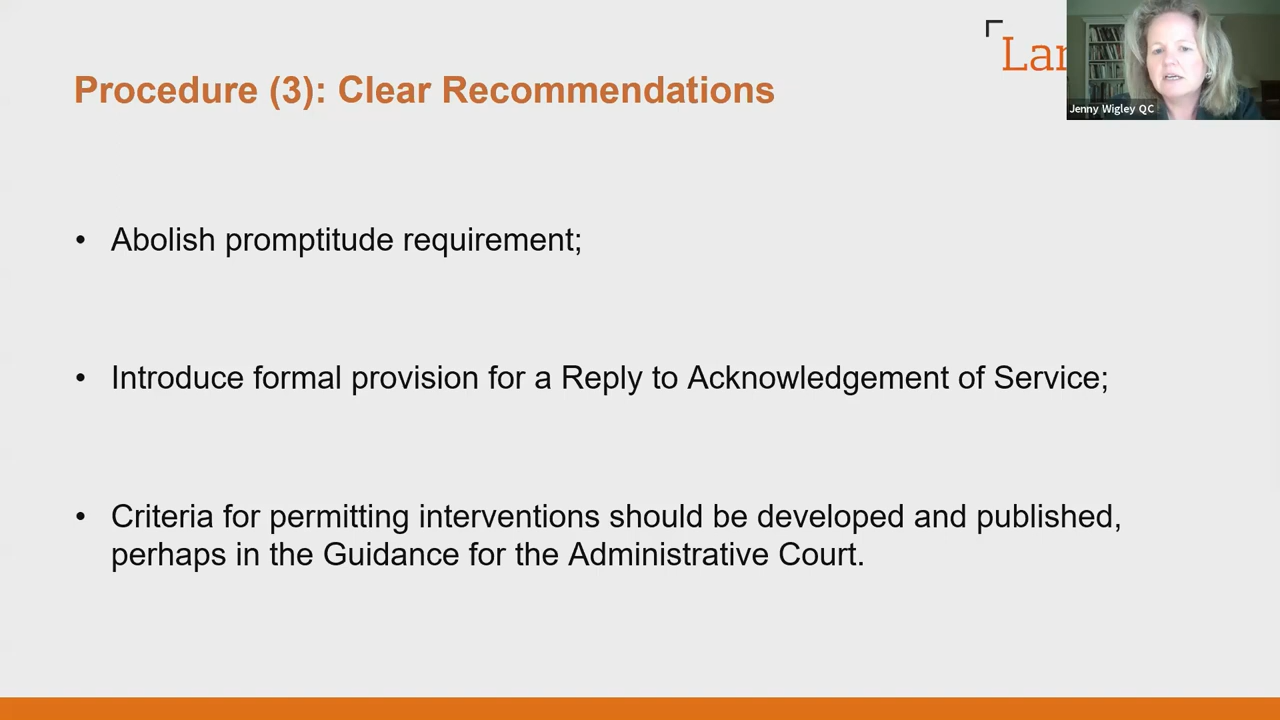 Procedure (3): Clear Recommendations
Lar
Jenny Wigley QC
• Abolish promptitude requirement;
• Introduce formal provision for a Reply to Acknowledgement of Service;
• Criteria for permitting interventions should be developed and published,
perhaps in the Guidance for the Administrative Court.